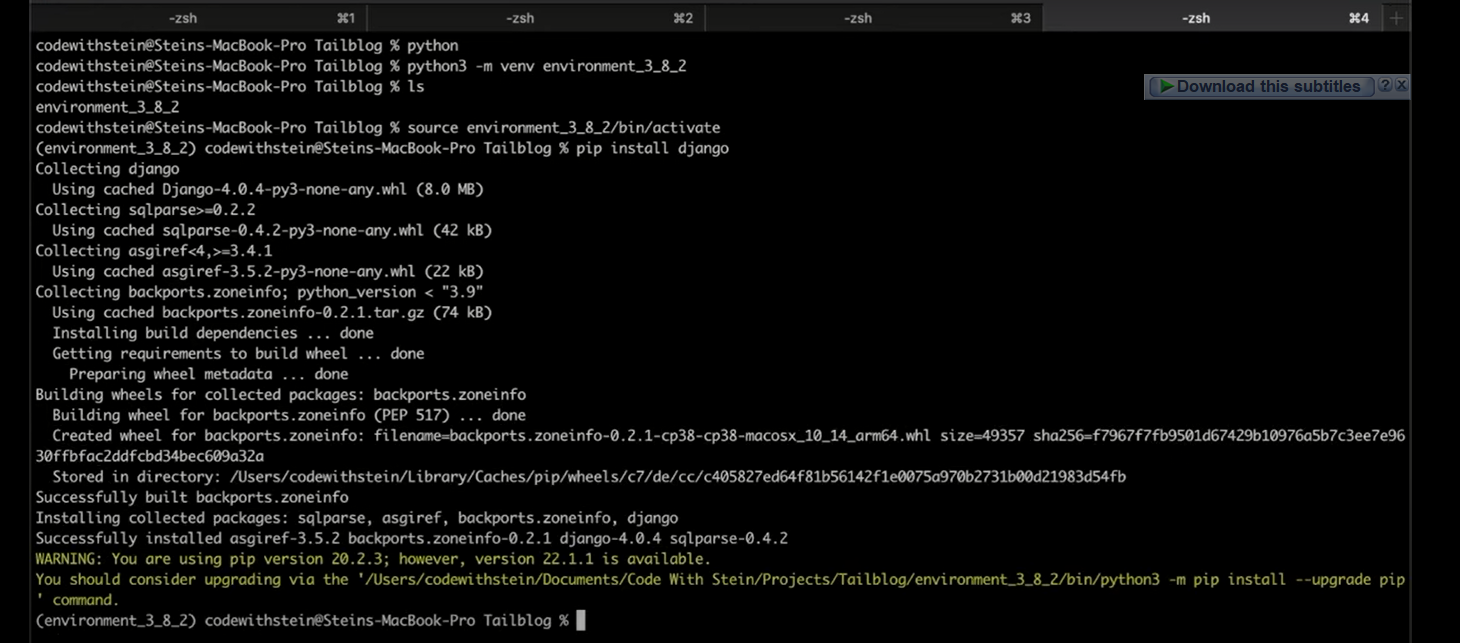 -zsh ⌘1 -zsh ⌘2 -zsh ⌘3 -zsh ⌘4 +
codewithstein@Steins-MacBook-Pro Tailblog % python
codewithstein@Steins-MacBook-Pro Tailblog % python3 -m venv environment_3_8_2
codewithstein@Steins-MacBook-Pro Tailblog % ls
Download this subtitles ? X
environment_3_8_2
codewithstein@Steins-MacBook-Pro Tailblog % source environment_3_8_2/bin/activate
(environment_3_8_2) codewithstein@Steins-MacBook-Pro Tailblog % pip install django
Collecting django
  Using cached Django-4.0.4-py3-none-any.whl (8.0 MB)
Collecting sqlparse>=0.2.2
  Using cached sqlparse-0.4.2-py3-none-any.whl (42 kB)
Collecting asgiref<4,>=3.4.1
  Using cached asgiref-3.5.2-py3-none-any.whl (22 kB)
Collecting backports.zoneinfo; python_version < "3.9"
  Using cached backports.zoneinfo-0.2.1.tar.gz (74 kB)
  Installing build dependencies ... done
  Getting requirements to build wheel ... done
    Preparing wheel metadata ... done
Building wheels for collected packages: backports.zoneinfo
  Building wheel for backports.zoneinfo (PEP 517) ... done
  Created wheel for backports.zoneinfo: filename=backports.zoneinfo-0.2.1-cp38-cp38-macosx_10_14_arm64.whl size=49357 sha256=f7967f7fb9501d67429b10976a5b7c3ee7e96
30ffbfac2ddfcbd34bec609a32a
  Stored in directory: /Users/codewithstein/Library/Caches/pip/wheels/c7/de/cc/c405827ed64f81b56142f1e0075a970b2731b00d21983d54fb
Successfully built backports.zoneinfo
Installing collected packages: sqlparse, asgiref, backports.zoneinfo, django
Successfully installed asgiref-3.5.2 backports.zoneinfo-0.2.1 django-4.0.4 sqlparse-0.4.2
WARNING: You are using pip version 20.2.3; however, version 22.1.1 is available.
You should consider upgrading via the '/Users/codewithstein/Documents/Code With Stein/Projects/Tailblog/environment_3_8_2/bin/python3 -m pip install --upgrade pip
' command.
(environment_3_8_2) codewithstein@Steins-MacBook-Pro Tailblog %